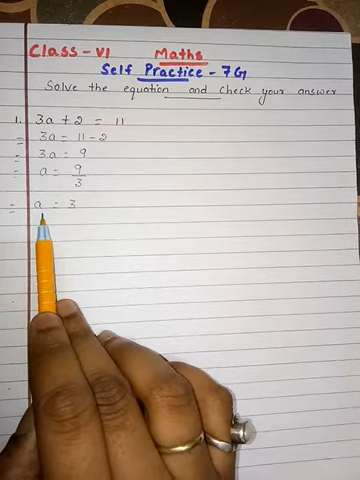 Class - VI Maths
Self Practice - 7G
Solve the equation and check your answer
1. 3a + 2 = 11
= 3a = 11 - 2
= 3a = 9
= a = 9/3
= a = 3